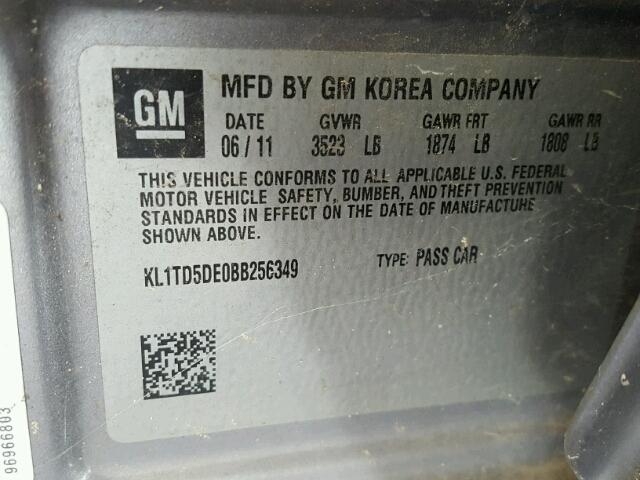 GM
MFD BY GM KOREA COMPANY
DATE GVWR GAWR FRT GAWR RR
06/11 3523 LB 1874 LB 1808 LB
THIS VEHICLE CONFORMS TO ALL APPLICABLE U.S. FEDERAL
MOTOR VEHICLE SAFETY, BUMBER, AND THEFT PREVENTION
STANDARDS IN EFFECT ON THE DATE OF MANUFACTURE
SHOWN ABOVE.
KL1TD5DE0BB256349 TYPE: PASS CAR
96966803